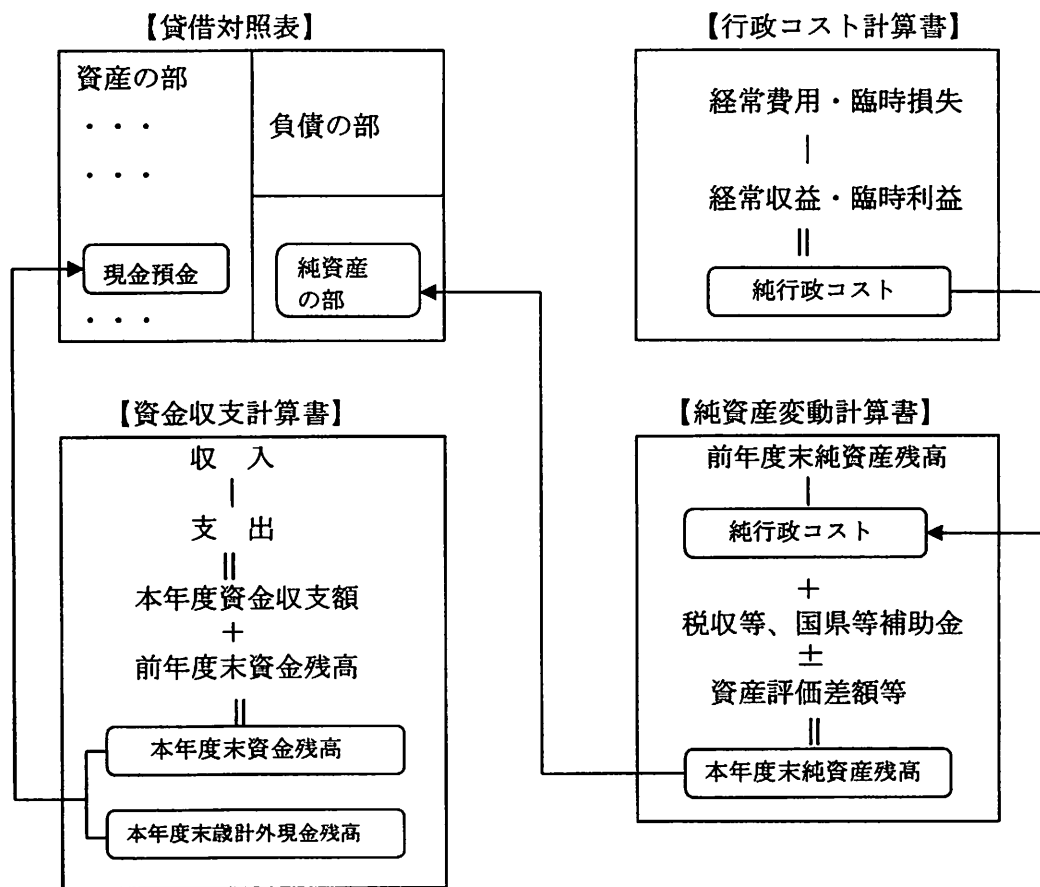 【貸借対照表】
資産の部
・・・
・・・
現金預金
・・・
負債の部
純資産
の部
【行政コスト計算書】
経常費用・臨時損失
｜
経常収益・臨時利益
||
純行政コスト
【資金収支計算書】
収 入
｜
支 出
||
本年度資金収支額
＋
前年度末資金残高
||
本年度末資金残高
本年度末歳計外現金残高
【純資産変動計算書】
前年度末純資産残高
｜
純行政コスト
＋
税収等、国県等補助金
±
資産評価差額等
||
本年度末純資産残高